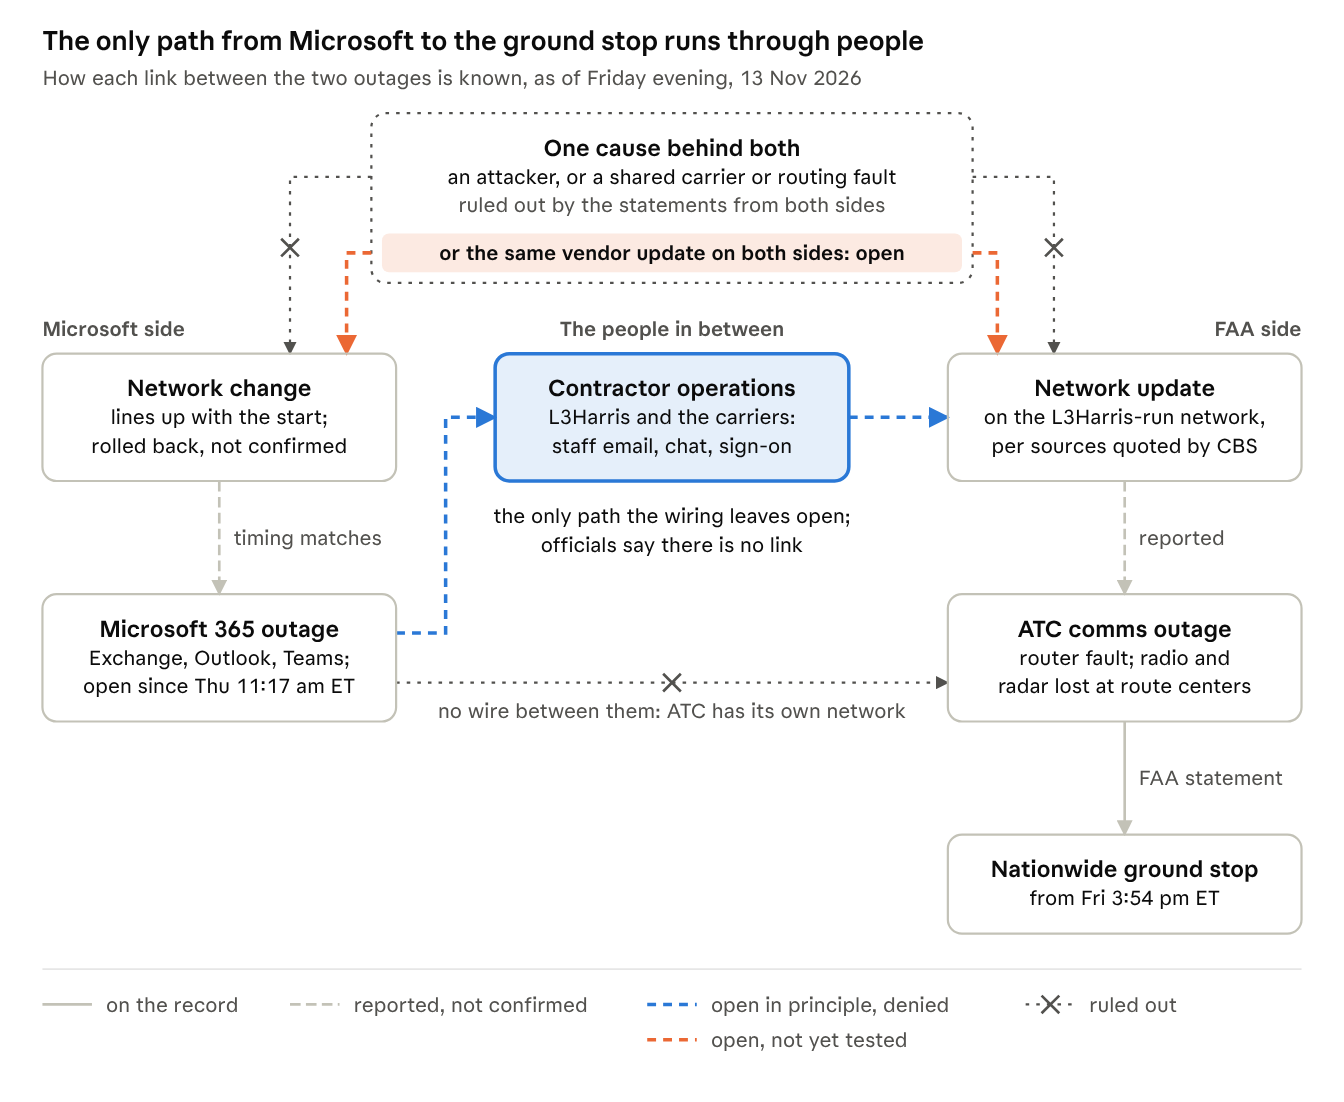 The only path from Microsoft to the ground stop runs through people
How each link between the two outages is known, as of Friday evening, 13 Nov 2026
One cause behind both
an attacker, or a shared carrier or routing fault
ruled out by the statements from both sides
or the same vendor update on both sides: open
Microsoft side
The people in between
FAA side
Network change
lines up with the start;
rolled back, not confirmed
Contractor operations
L3Harris and the carriers:
staff email, chat, sign-on
Network update
on the L3Harris-run network,
per sources quoted by CBS
the only path the wiring leaves open;
officials say there is no link
timing matches
reported
Microsoft 365 outage
Exchange, Outlook, Teams;
open since Thu 11:17 am ET
ATC comms outage
router fault; radio and
radar lost at route centers
no wire between them: ATC has its own network
FAA statement
Nationwide ground stop
from Fri 3:54 pm ET
on the record
reported, not confirmed
open in principle, denied
ruled out
open, not yet tested